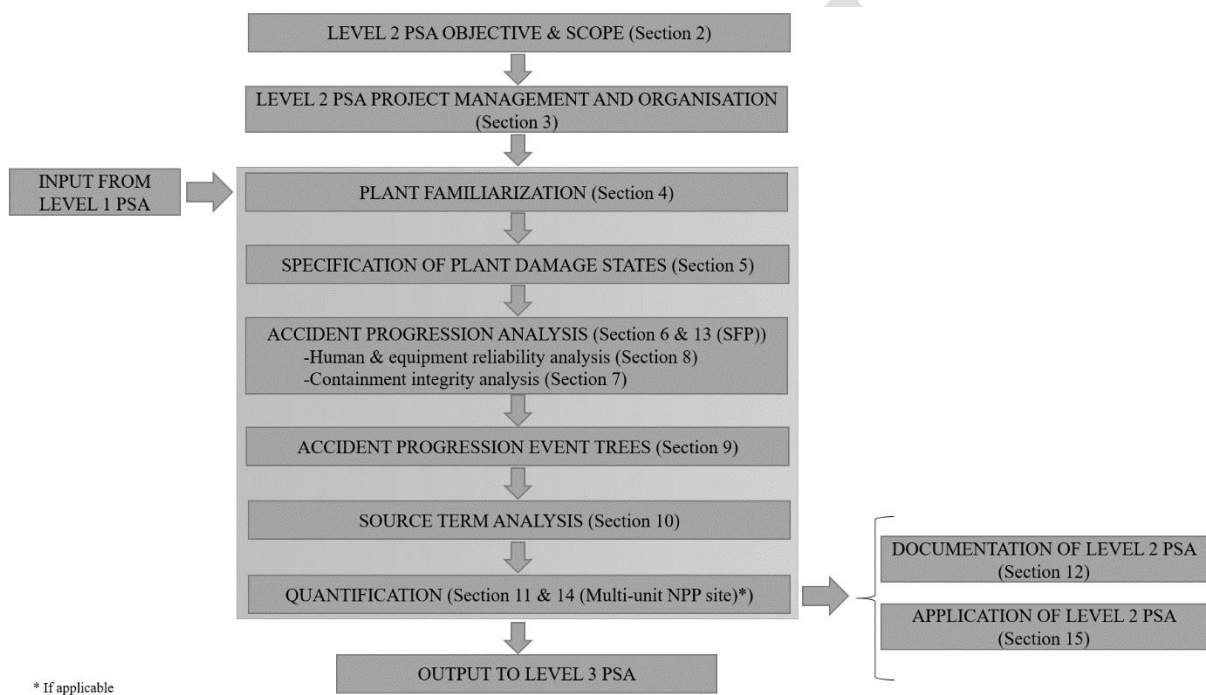 LEVEL 2 PSA OBJECTIVE & SCOPE (Section 2)
LEVEL 2 PSA PROJECT MANAGEMENT AND ORGANISATION
(Section 3)
INPUT FROM
LEVEL 1 PSA
PLANT FAMILIARIZATION (Section 4)
SPECIFICATION OF PLANT DAMAGE STATES (Section 5)
ACCIDENT PROGRESSION ANALYSIS (Section 6 & 13 (SFP))
-Human & equipment reliability analysis (Section 8)
-Containment integrity analysis (Section 7)
ACCIDENT PROGRESSION EVENT TREES (Section 9)
SOURCE TERM ANALYSIS (Section 10)
QUANTIFICATION (Section 11 & 14 (Multi-unit NPP site)*)
DOCUMENTATION OF LEVEL 2 PSA
(Section 12)
APPLICATION OF LEVEL 2 PSA
(Section 15)
OUTPUT TO LEVEL 3 PSA
* If applicable